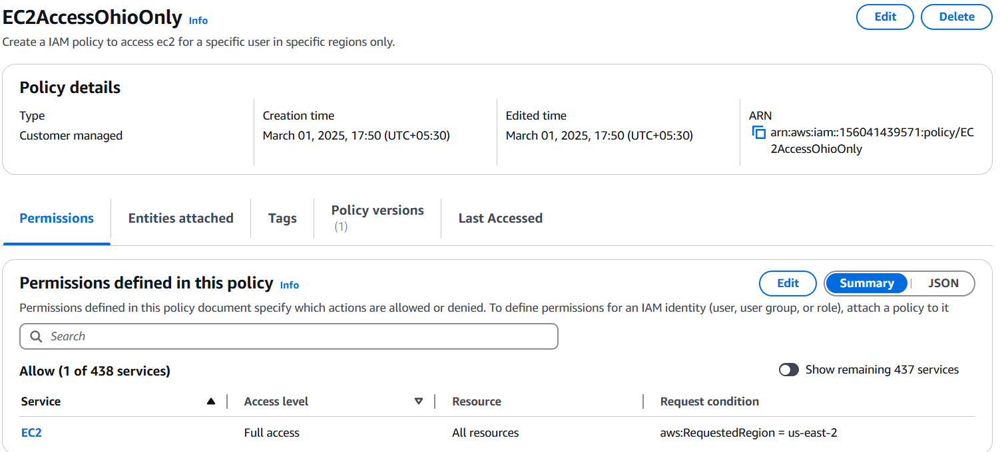 EC2AccessOhioOnly Info
Edit Delete
Create a IAM policy to access ec2 for a specific user in specific regions only.
Policy details
Type
Customer managed
Creation time
March 01, 2025, 17:50 (UTC+05:30)
Edited time
March 01, 2025, 17:50 (UTC+05:30)
ARN
arn:aws:iam::156041439571:policy/EC
2AccessOhioOnly
Permissions
Entities attached
Tags
Policy versions
(1)
Last Accessed
Permissions defined in this policy Info
Edit Summary JSON
Permissions defined in this policy document specify which actions are allowed or denied. To define permissions for an IAM identity (user, user group, or role), attach a policy to it
Search
Allow (1 of 438 services)
Show remaining 437 services
Service Access level Resource Request condition
EC2 Full access All resources aws:RequestedRegion = us-east-2